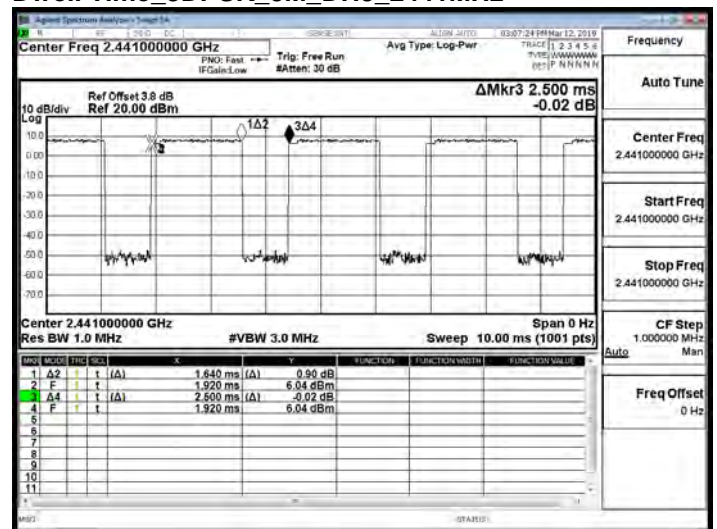 Agilent Spectrum Analyzer - Swept SA
Center Freq 2.441000000 GHz
PNO: Fast
IFGain:Low
Trig: Free Run
#Atten: 30 dB
Avg Type: Log-Pwr
03:07:24 PM Mar 12, 2019
TRACE 1 2 3 4 5 6
TYPE
DET P N N N N N
Frequency
Auto Tune
Ref Offset 3.8 dB
Ref 20.00 dBm
10 dB/div
Log
ΔMkr3 2.500 ms
-0.02 dB
1Δ2
3Δ4
10.0
0.00
-10.0
-20.0
-30.0
-40.0
-50.0
-60.0
-70.0
Center Freq
2.441000000 GHz
Start Freq
2.441000000 GHz
Stop Freq
2.441000000 GHz
CF Step
1.000000 MHz
Auto Man
Freq Offset
0 Hz
Center 2.441000000 GHz
Span 0 Hz
Res BW 1.0 MHz
#VBW 3.0 MHz
Sweep 10.00 ms (1001 pts)
MKR MODE TRC SCL X Y FUNCTION FUNCTION WIDTH FUNCTION VALUE
1 Δ2 1 t (Δ) 1.640 ms (Δ) 0.90 dB
2 F 1 t 1.920 ms 6.04 dBm
3 Δ4 1 t (Δ) 2.500 ms (Δ) -0.02 dB
4 F 1 t 1.920 ms 6.04 dBm
5
6
7
8
9
10
11
MSG
STATUS